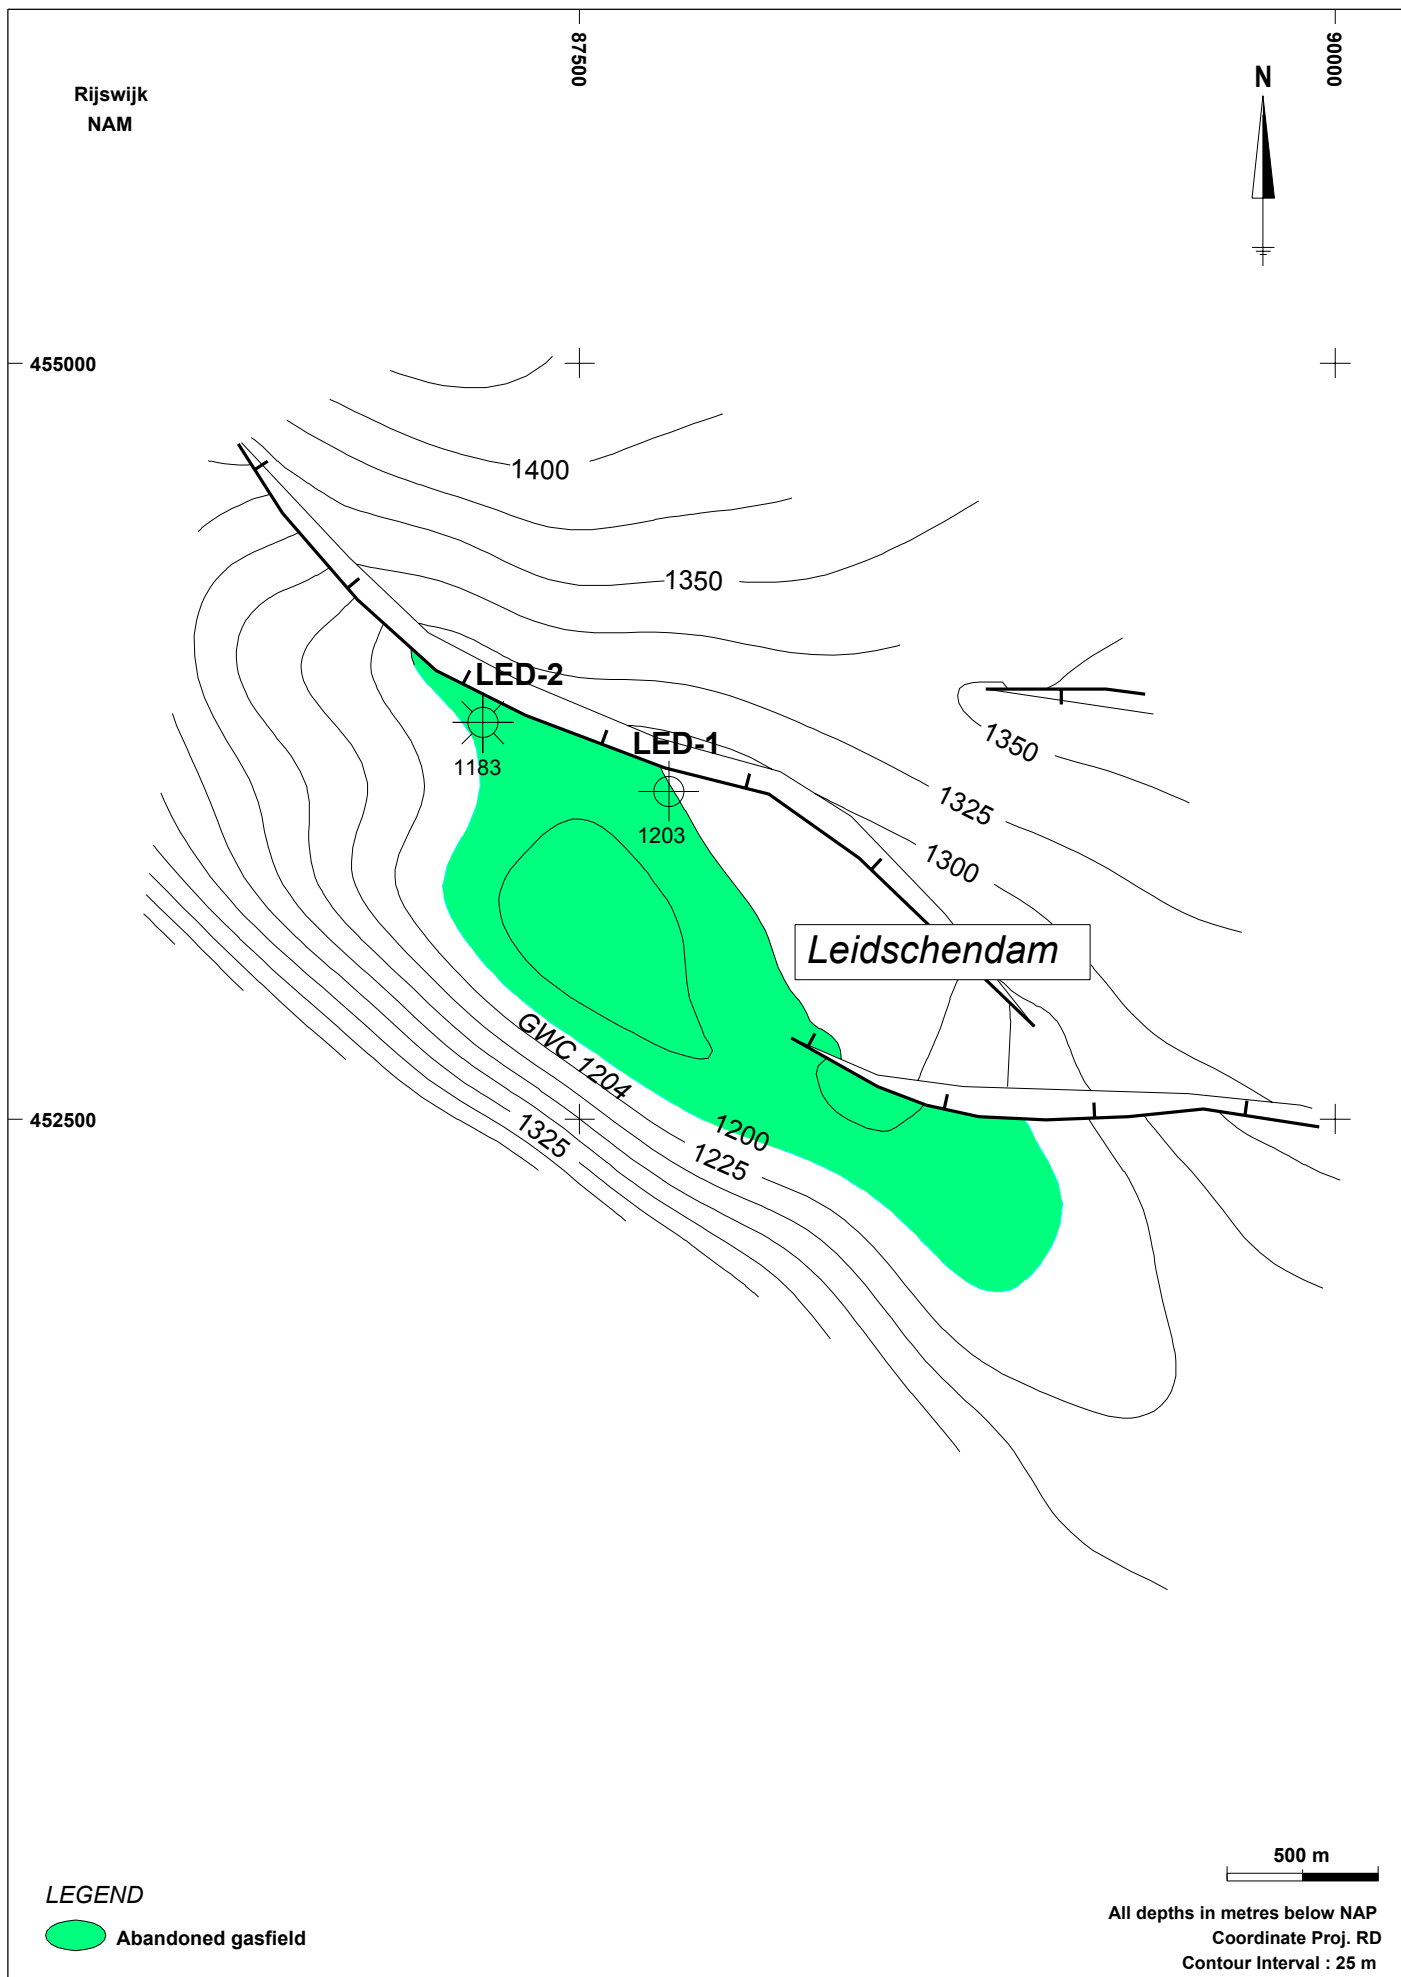 87500
90000
Rijswijk
NAM
N
455000
1400
1350
LED-2
1183
LED-1
1203
1350
1325
1300
Leidschendam
GWC 1204
452500
1325
1200
1225
500 m
LEGEND
Abandoned gasfield
All depths in metres below NAP
Coordinate Proj. RD
Contour Interval : 25 m